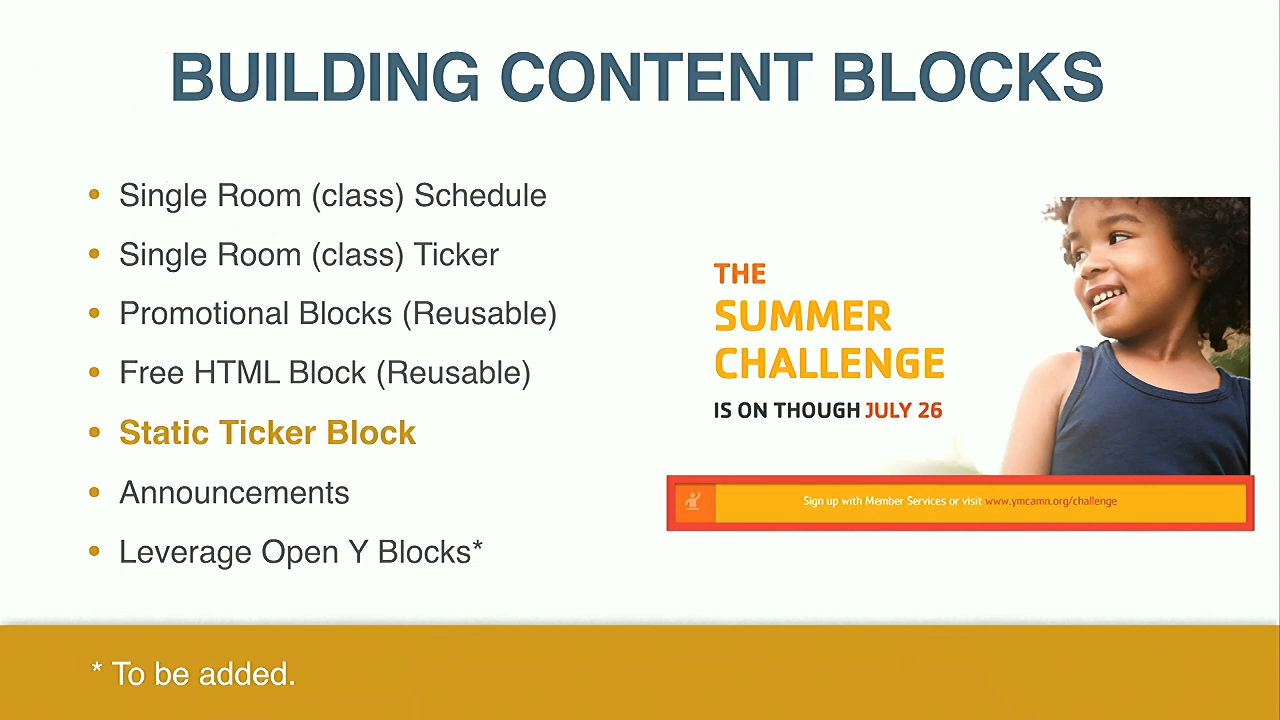 BUILDING CONTENT BLOCKS
• Single Room (class) Schedule
• Single Room (class) Ticker
• Promotional Blocks (Reusable)
• Free HTML Block (Reusable)
• Static Ticker Block
• Announcements
• Leverage Open Y Blocks*
THE
SUMMER
CHALLENGE
IS ON THOUGH JULY 26
Sign up with Member Services or visit www.ymcamn.org/challenge
* To be added.